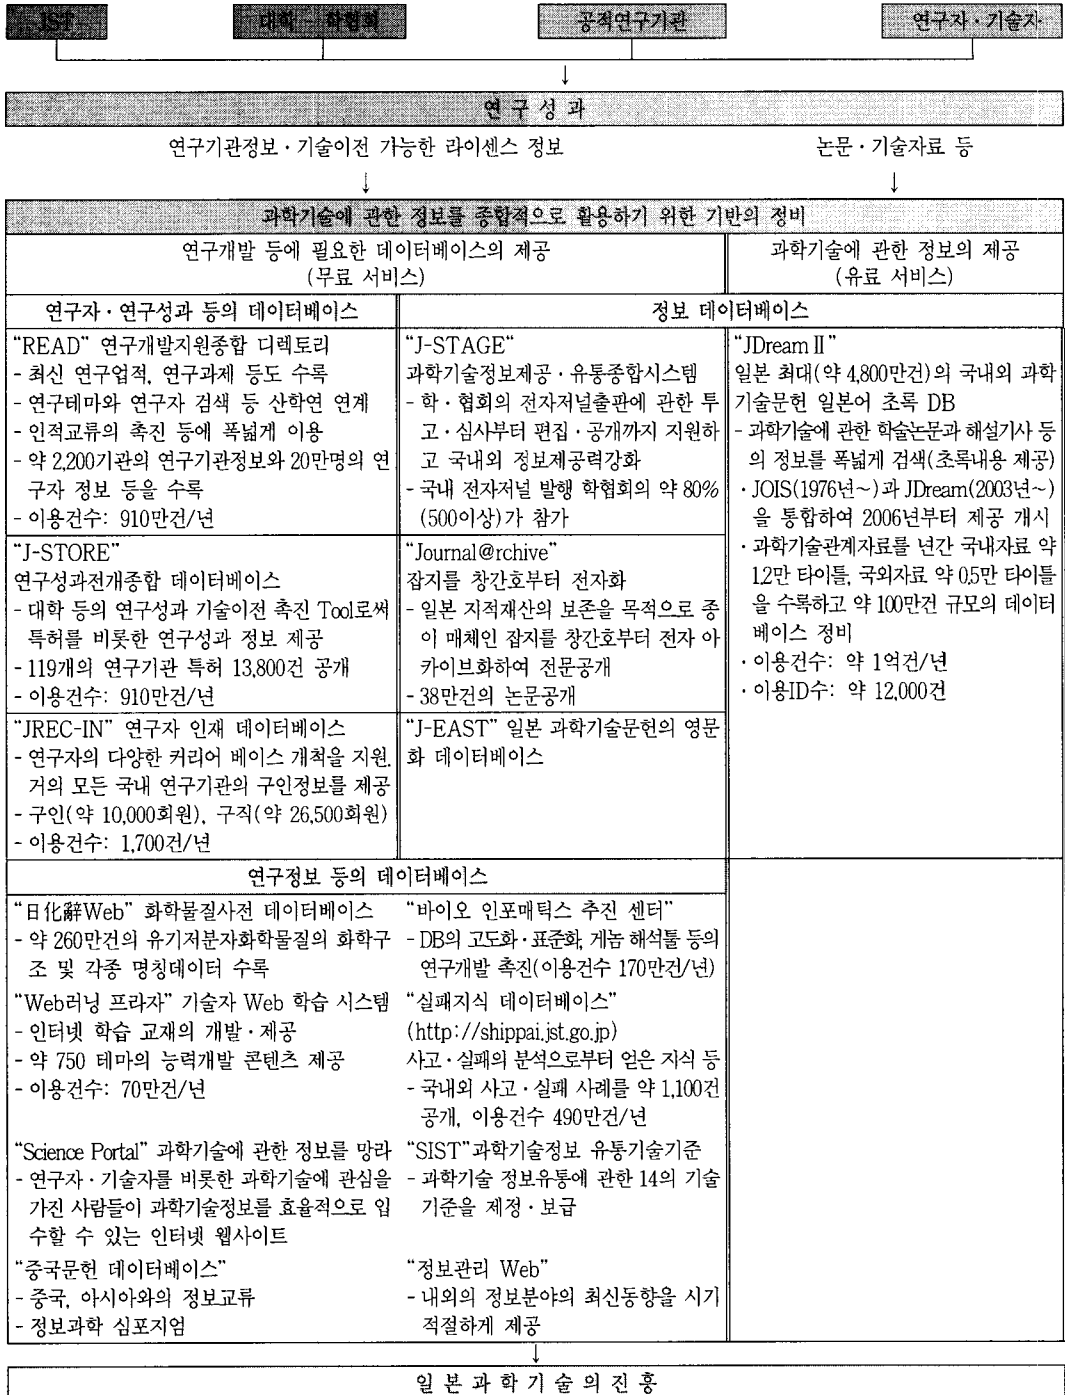 JST
대학 · 학협회
공적연구기관
연구자 · 기술자
연 구 성 과
연구기관정보 · 기술이전 가능한 라이센스 정보
논문 · 기술자료 등
과학기술에 관한 정보를 종합적으로 활용하기 위한 기반의 정비
연구개발 등에 필요한 데이터베이스의 제공
(무료 서비스)
과학기술에 관한 정보의 제공
(유료 서비스)
연구자 · 연구성과 등의 데이터베이스
정보 데이터베이스
“READ” 연구개발지원종합 디렉토리
- 최신 연구업적, 연구과제 등도 수록
- 연구테마와 연구자 검색 등 산학연 연계
- 인적교류의 촉진 등에 폭넓게 이용
- 약 2,200기관의 연구기관정보와 20만명의 연
구자 정보 등을 수록
- 이용건수: 910만건/년
“J-STAGE”
과학기술정보제공 · 유통종합시스템
- 학 · 협회의 전자저널출판에 관한 투
고 · 심사부터 편집 · 공개까지 지원하
고 국내외 정보제공력강화
- 국내 전자저널 발행 학협회의 약 80%
(500이상)가 참가
“JDreamⅡ”
일본 최대(약 4,800만건)의 국내외 과학
기술문헌 일본어 초록 DB
- 과학기술에 관한 학술논문과 해설기사 등
의 정보를 폭넓게 검색(초록내용 제공)
· JOIS(1976년～)과 JDream(2003년～)
을 통합하여 2006년부터 제공 개시
· 과학기술관계자료를 년간 국내자료 약
1.2만 타이틀, 국외자료 약 0.5만 타이틀
을 수록하고 약 100만건 규모의 데이터
베이스 정비
· 이용건수: 약 1억건/년
· 이용ID수: 약 12,000건
“J-STORE”
연구성과전개종합 데이터베이스
- 대학 등의 연구성과 기술이전 촉진 Tool로써
특허를 비롯한 연구성과 정보 제공
- 119개의 연구기관 특허 13,800건 공개
- 이용건수: 910만건/년
“Journal@rchive”
잡지를 창간호부터 전자화
- 일본 지적재산의 보존을 목적으로 종
이 매체인 잡지를 창간호부터 전자 아
카이브화하여 전문공개
- 38만건의 논문공개
“JREC-IN” 연구자 인재 데이터베이스
- 연구자의 다양한 커리어 베이스 개척을 지원.
거의 모든 국내 연구기관의 구인정보를 제공
- 구인(약 10,000회원), 구직(약 26,500회원)
- 이용건수: 1,700건/년
“J-EAST” 일본 과학기술문헌의 영문
화 데이터베이스
연구정보 등의 데이터베이스
“日化辭Web” 화학물질사전 데이터베이스
- 약 260만건의 유기저분자화학물질의 화학구
조 및 각종 명칭데이터 수록
“바이오 인포매틱스 추진 센터”
- DB의 고도화 · 표준화, 게놈 해석툴 등의
연구개발 촉진(이용건수 170만건/년)
“Web러닝 프라자” 기술자 Web 학습 시스템
- 인터넷 학습 교재의 개발 · 제공
- 약 750 테마의 능력개발 콘텐츠 제공
- 이용건수: 70만건/년
“실패지식 데이터베이스”
(http://shippai.jst.go.jp)
사고 · 실패의 분석으로부터 얻은 지식 등
- 국내외 사고 · 실패 사례를 약 1,100건
공개, 이용건수 490만건/년
“Science Portal” 과학기술에 관한 정보를 망라
- 연구자 · 기술자를 비롯한 과학기술에 관심을
가진 사람들이 과학기술정보를 효율적으로 입
수할 수 있는 인터넷 웹사이트
“SIST”과학기술정보 유통기술기준
- 과학기술 정보유통에 관한 14의 기술
기준을 제정 · 보급
“중국문헌 데이터베이스”
- 중국, 아시아와의 정보교류
- 정보과학 심포지엄
“정보관리 Web”
- 내외의 정보분야의 최신동향을 시기
적절하게 제공
일 본 과 학 기 술 의 진 흥